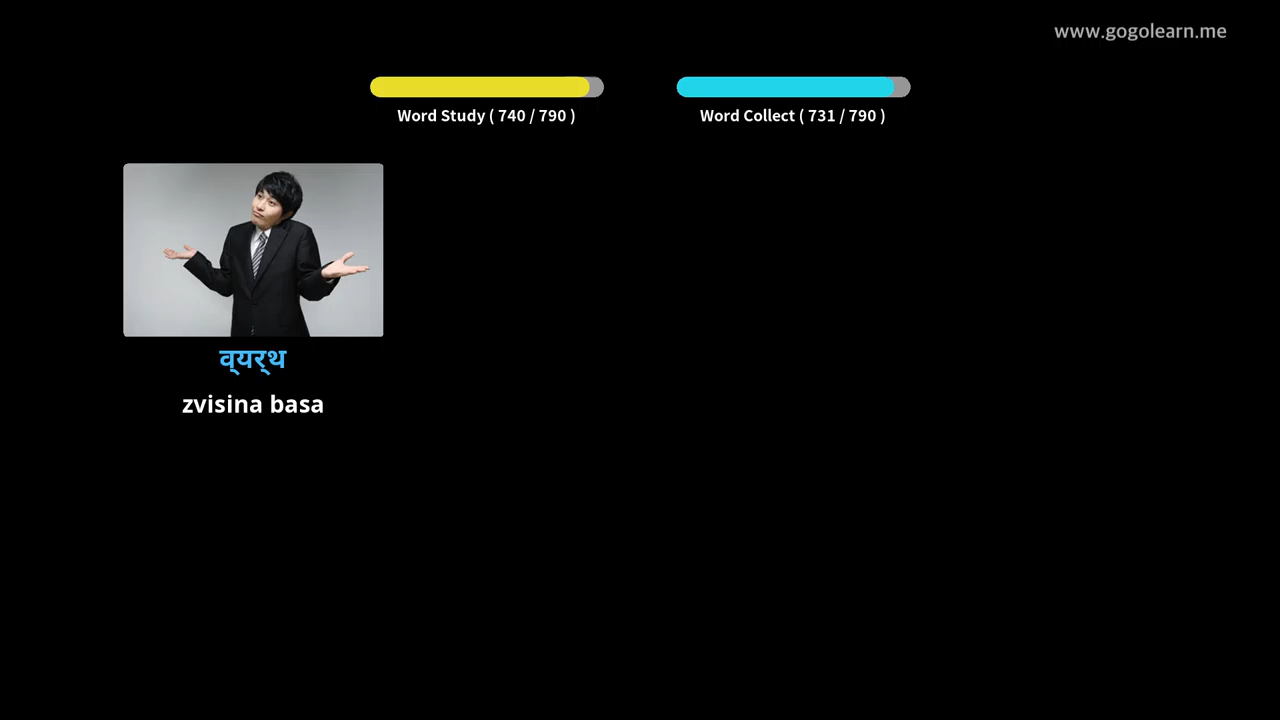 www.gogolearn.me
Word Study ( 740 / 790 )
Word Collect ( 731 / 790 )
व्यर्थ
zvisina basa